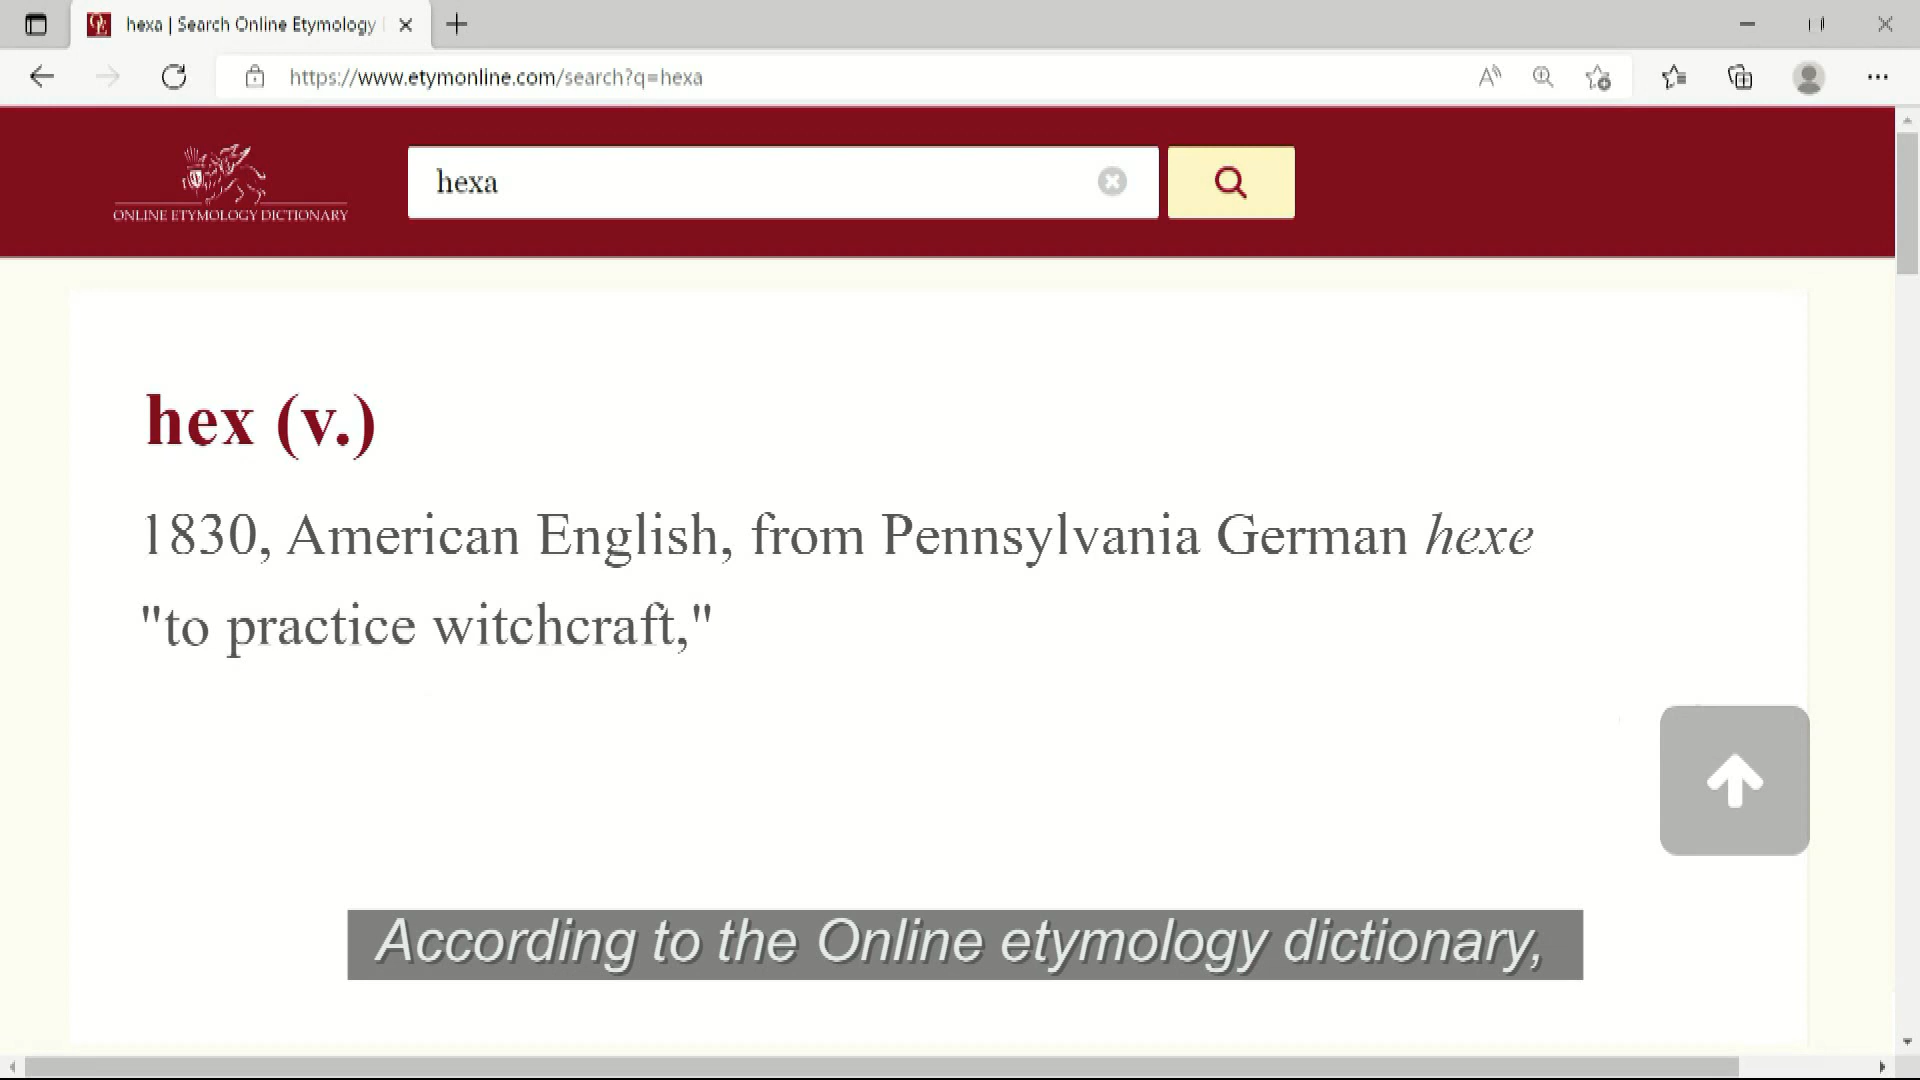 hexa | Search Online Etymology
https://www.etymonline.com/search?q=hexa
ONLINE ETYMOLOGY DICTIONARY
hexa
hex (v.)
1830, American English, from Pennsylvania German hexe
"to practice witchcraft,"
According to the Online etymology dictionary,